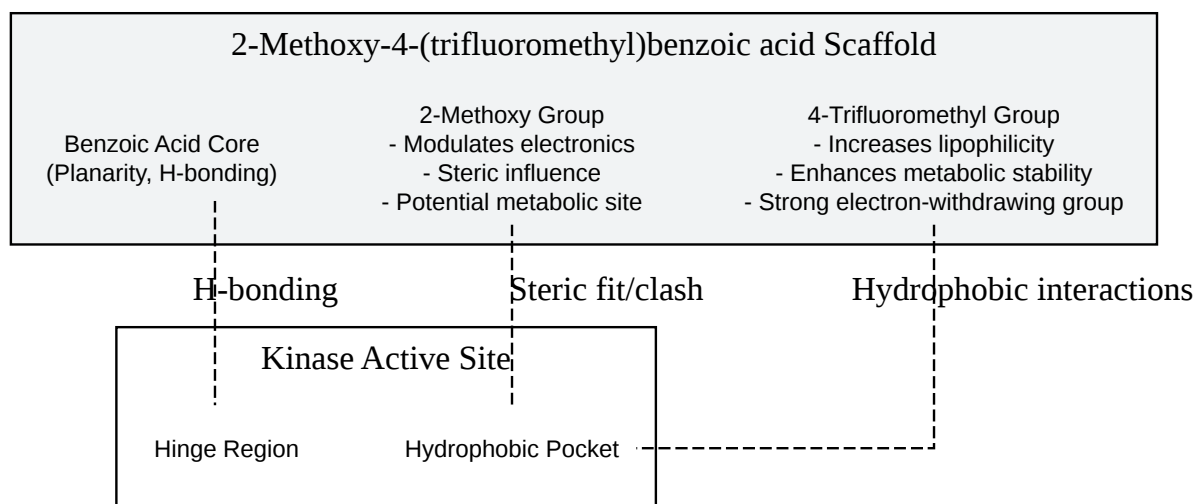 2-Methoxy-4-(trifluoromethyl)benzoic acid Scaffold
Benzoic Acid Core
(Planarity, H-bonding)
2-Methoxy Group
- Modulates electronics
- Steric influence
- Potential metabolic site
4-Trifluoromethyl Group
- Increases lipophilicity
- Enhances metabolic stability
- Strong electron-withdrawing group
H-bonding
Steric fit/clash
Hydrophobic interactions
Kinase Active Site
Hinge Region
Hydrophobic Pocket